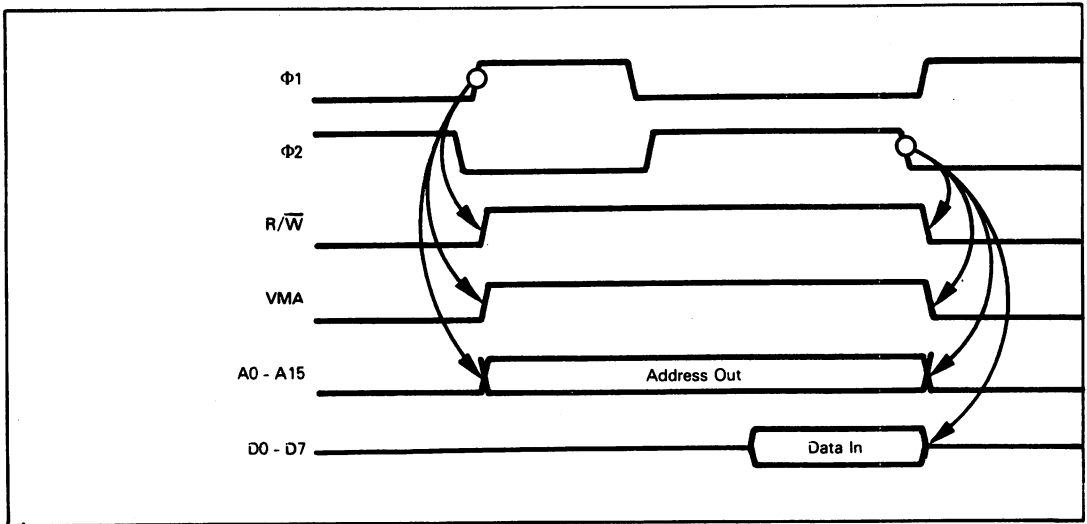 Φ1
Φ2
R/W̅
VMA
A0 - A15
Address Out
D0 - D7
Data In